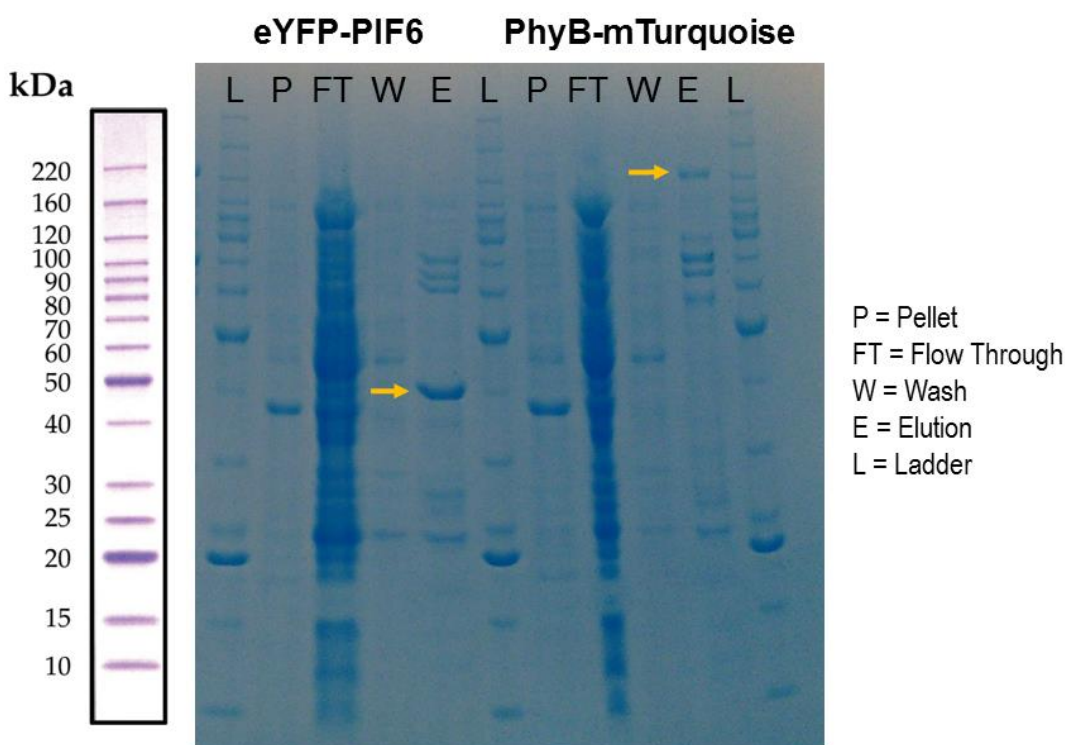 eYFP-PIF6 PhyB-mTurquoise
kDa
L P FT W E L P FT W E L
220
160
120
100
90
80
70
60
50
40
30
25
20
15
10
P = Pellet
FT = Flow Through
W = Wash
E = Elution
L = Ladder